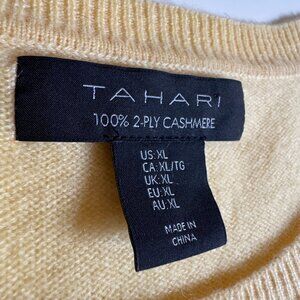 TAHARI
100% 2-PLY CASHMERE
US:XL
CA:XL/TG
UK:XL
EU:XL
AU:XL
MADE IN
CHINA